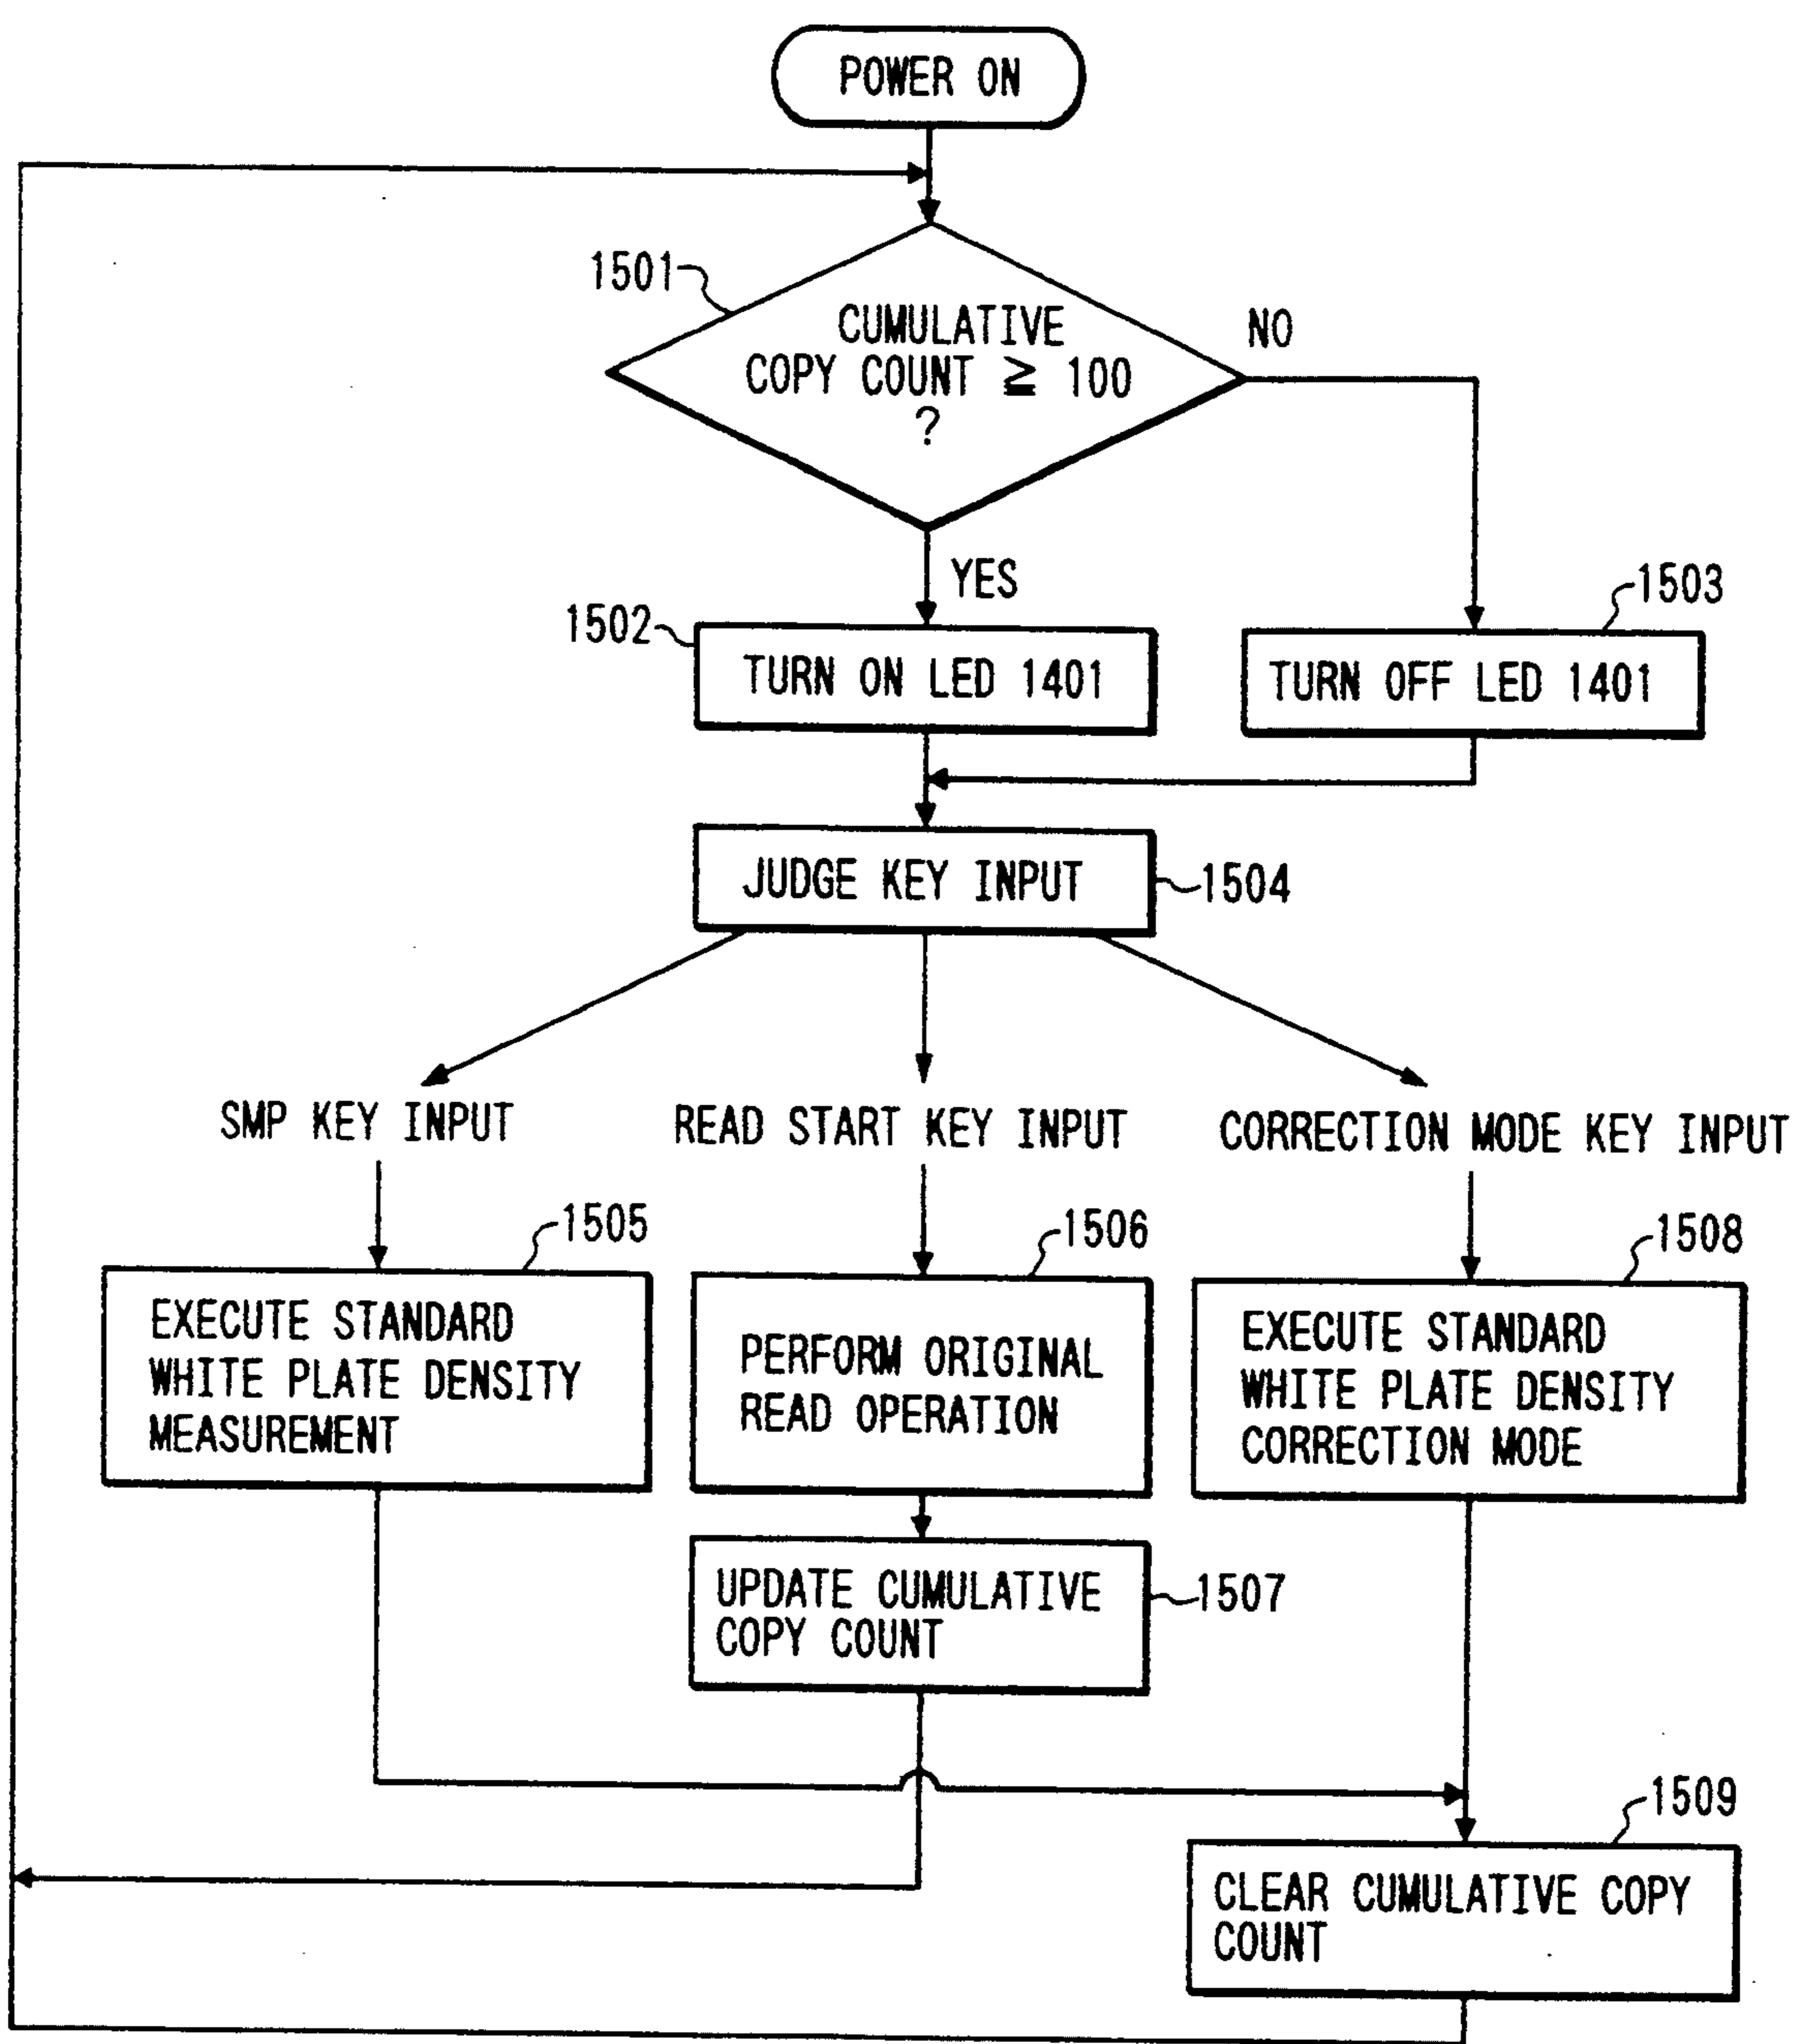 POWER ON
1501
CUMULATIVE
COPY COUNT ≧ 100
?
NO
YES
1502
TURN ON LED 1401
1503
TURN OFF LED 1401
JUDGE KEY INPUT
1504
SMP KEY INPUT
READ START KEY INPUT
CORRECTION MODE KEY INPUT
1505
EXECUTE STANDARD
WHITE PLATE DENSITY
MEASUREMENT
1506
PERFORM ORIGINAL
READ OPERATION
1508
EXECUTE STANDARD
WHITE PLATE DENSITY
CORRECTION MODE
UPDATE CUMULATIVE
COPY COUNT
1507
1509
CLEAR CUMULATIVE COPY
COUNT